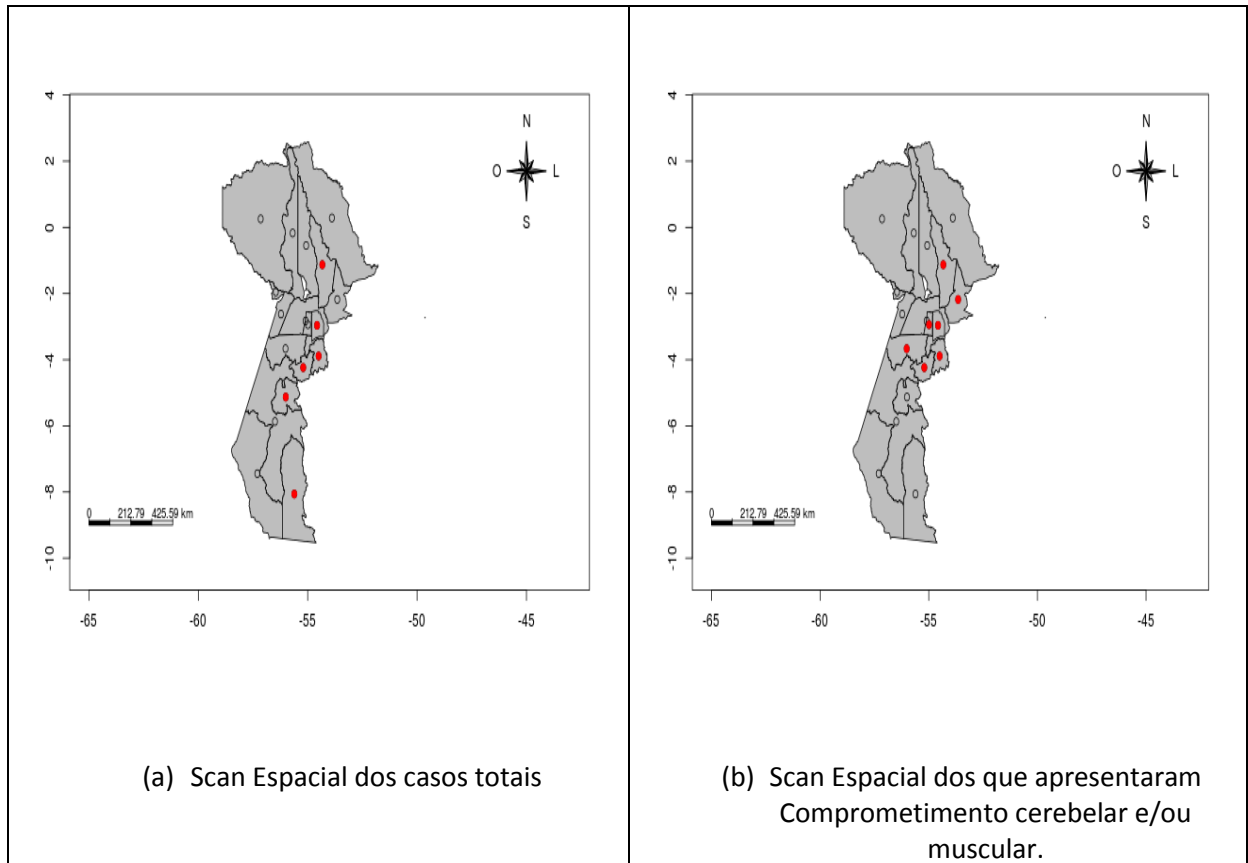 4
2
0
-2
-4
-6
-8
-10
N
O
L
S
0 212.79 425.59 km
-65 -60 -55 -50 -45
(a) Scan Espacial dos casos totais
4
2
0
-2
-4
-6
-8
-10
N
O
L
S
0 212.79 425.59 km
-65 -60 -55 -50 -45
(b) Scan Espacial dos que apresentaram
Comprometimento cerebelar e/ou
muscular.